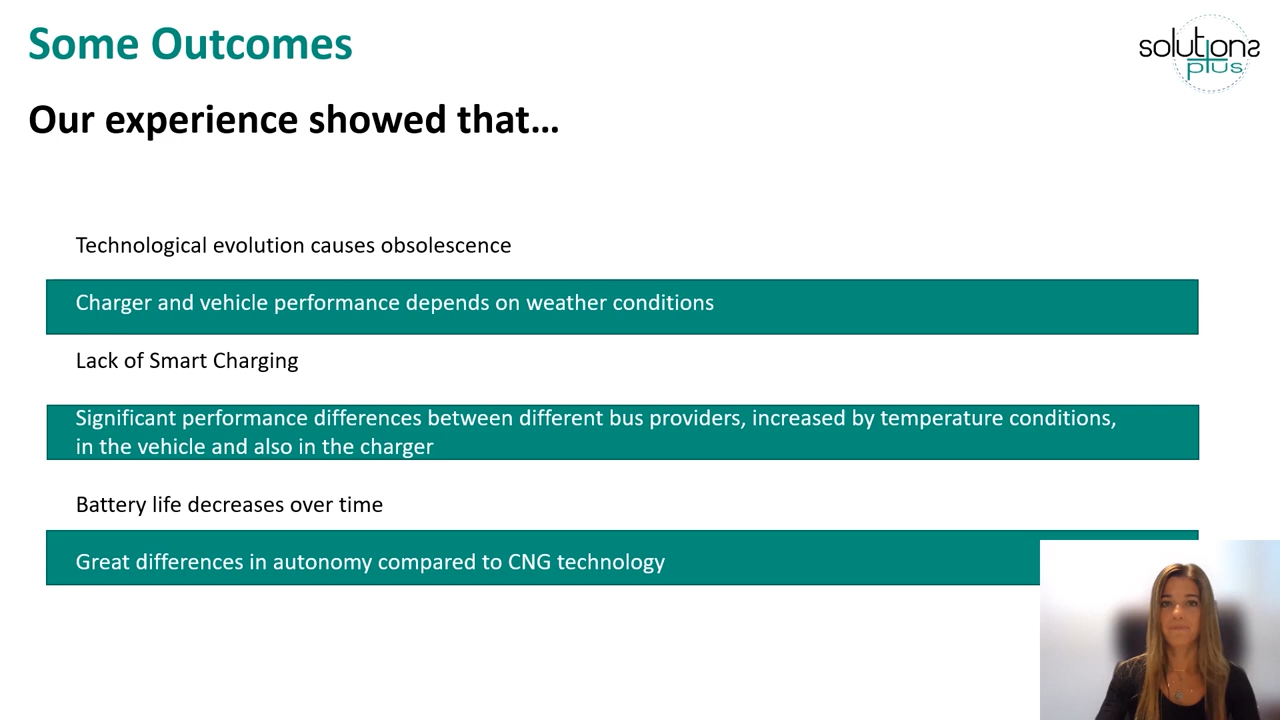 Some Outcomes
solutions
plus
Our experience showed that...
Technological evolution causes obsolescence
Charger and vehicle performance depends on weather conditions
Lack of Smart Charging
Significant performance differences between different bus providers, increased by temperature conditions,
in the vehicle and also in the charger
Battery life decreases over time
Great differences in autonomy compared to CNG technology